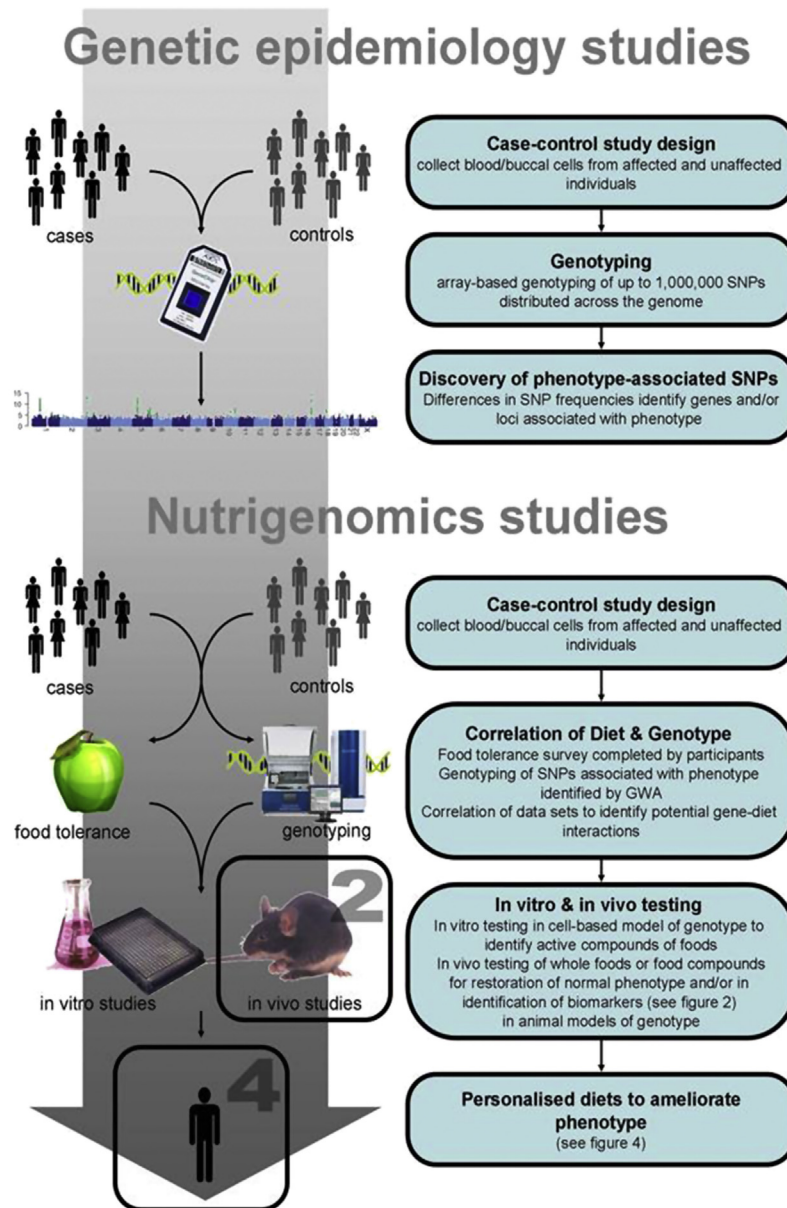 Genetic epidemiology studies
cases
controls
Case-control study design
collect blood/buccal cells from affected and unaffected
individuals
Genotyping
array-based genotyping of up to 1,000,000 SNPs
distributed across the genome
Discovery of phenotype-associated SNPs
Differences in SNP frequencies identify genes and/or
loci associated with phenotype
15
10
5
0
Nutrigenomics studies
cases
controls
food tolerance
genotyping
in vitro studies
2
in vivo studies
4
Case-control study design
collect blood/buccal cells from affected and unaffected
individuals
Correlation of Diet & Genotype
Food tolerance survey completed by participants
Genotyping of SNPs associated with phenotype
identified by GWA
Correlation of data sets to identify potential gene-diet
interactions
In vitro & in vivo testing
In vitro testing in cell-based model of genotype to
identify active compounds of foods
In vivo testing of whole foods or food compounds
for restoration of normal phenotype and/or in
identification of biomarkers (see figure 2)
in animal models of genotype
Personalised diets to ameliorate
phenotype
(see figure 4)